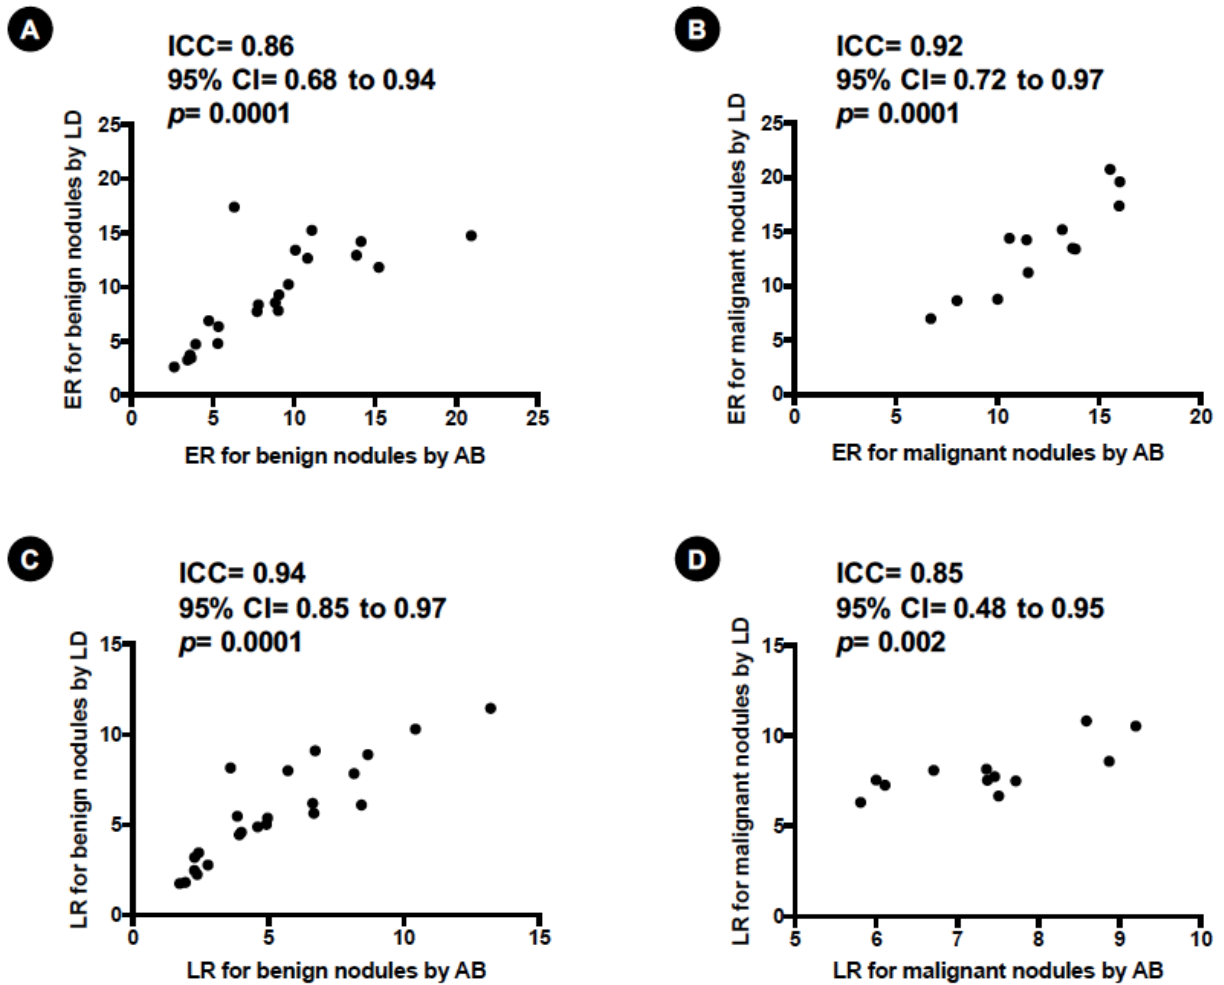 A
ICC= 0.86
95% CI= 0.68 to 0.94
p= 0.0001
ER for benign nodules by LD
25
20
15
10
5
0
0 5 10 15 20 25
ER for benign nodules by AB
B
ICC= 0.92
95% CI= 0.72 to 0.97
p= 0.0001
ER for malignant nodules by LD
25
20
15
10
5
0
0 5 10 15 20
ER for malignant nodules by AB
C
ICC= 0.94
95% CI= 0.85 to 0.97
p= 0.0001
LR for benign nodules by LD
15
10
5
0
0 5 10 15
LR for benign nodules by AB
D
ICC= 0.85
95% CI= 0.48 to 0.95
p= 0.002
LR for malignant nodules by LD
15
10
5
0
5 6 7 8 9 10
LR for malignant nodules by AB